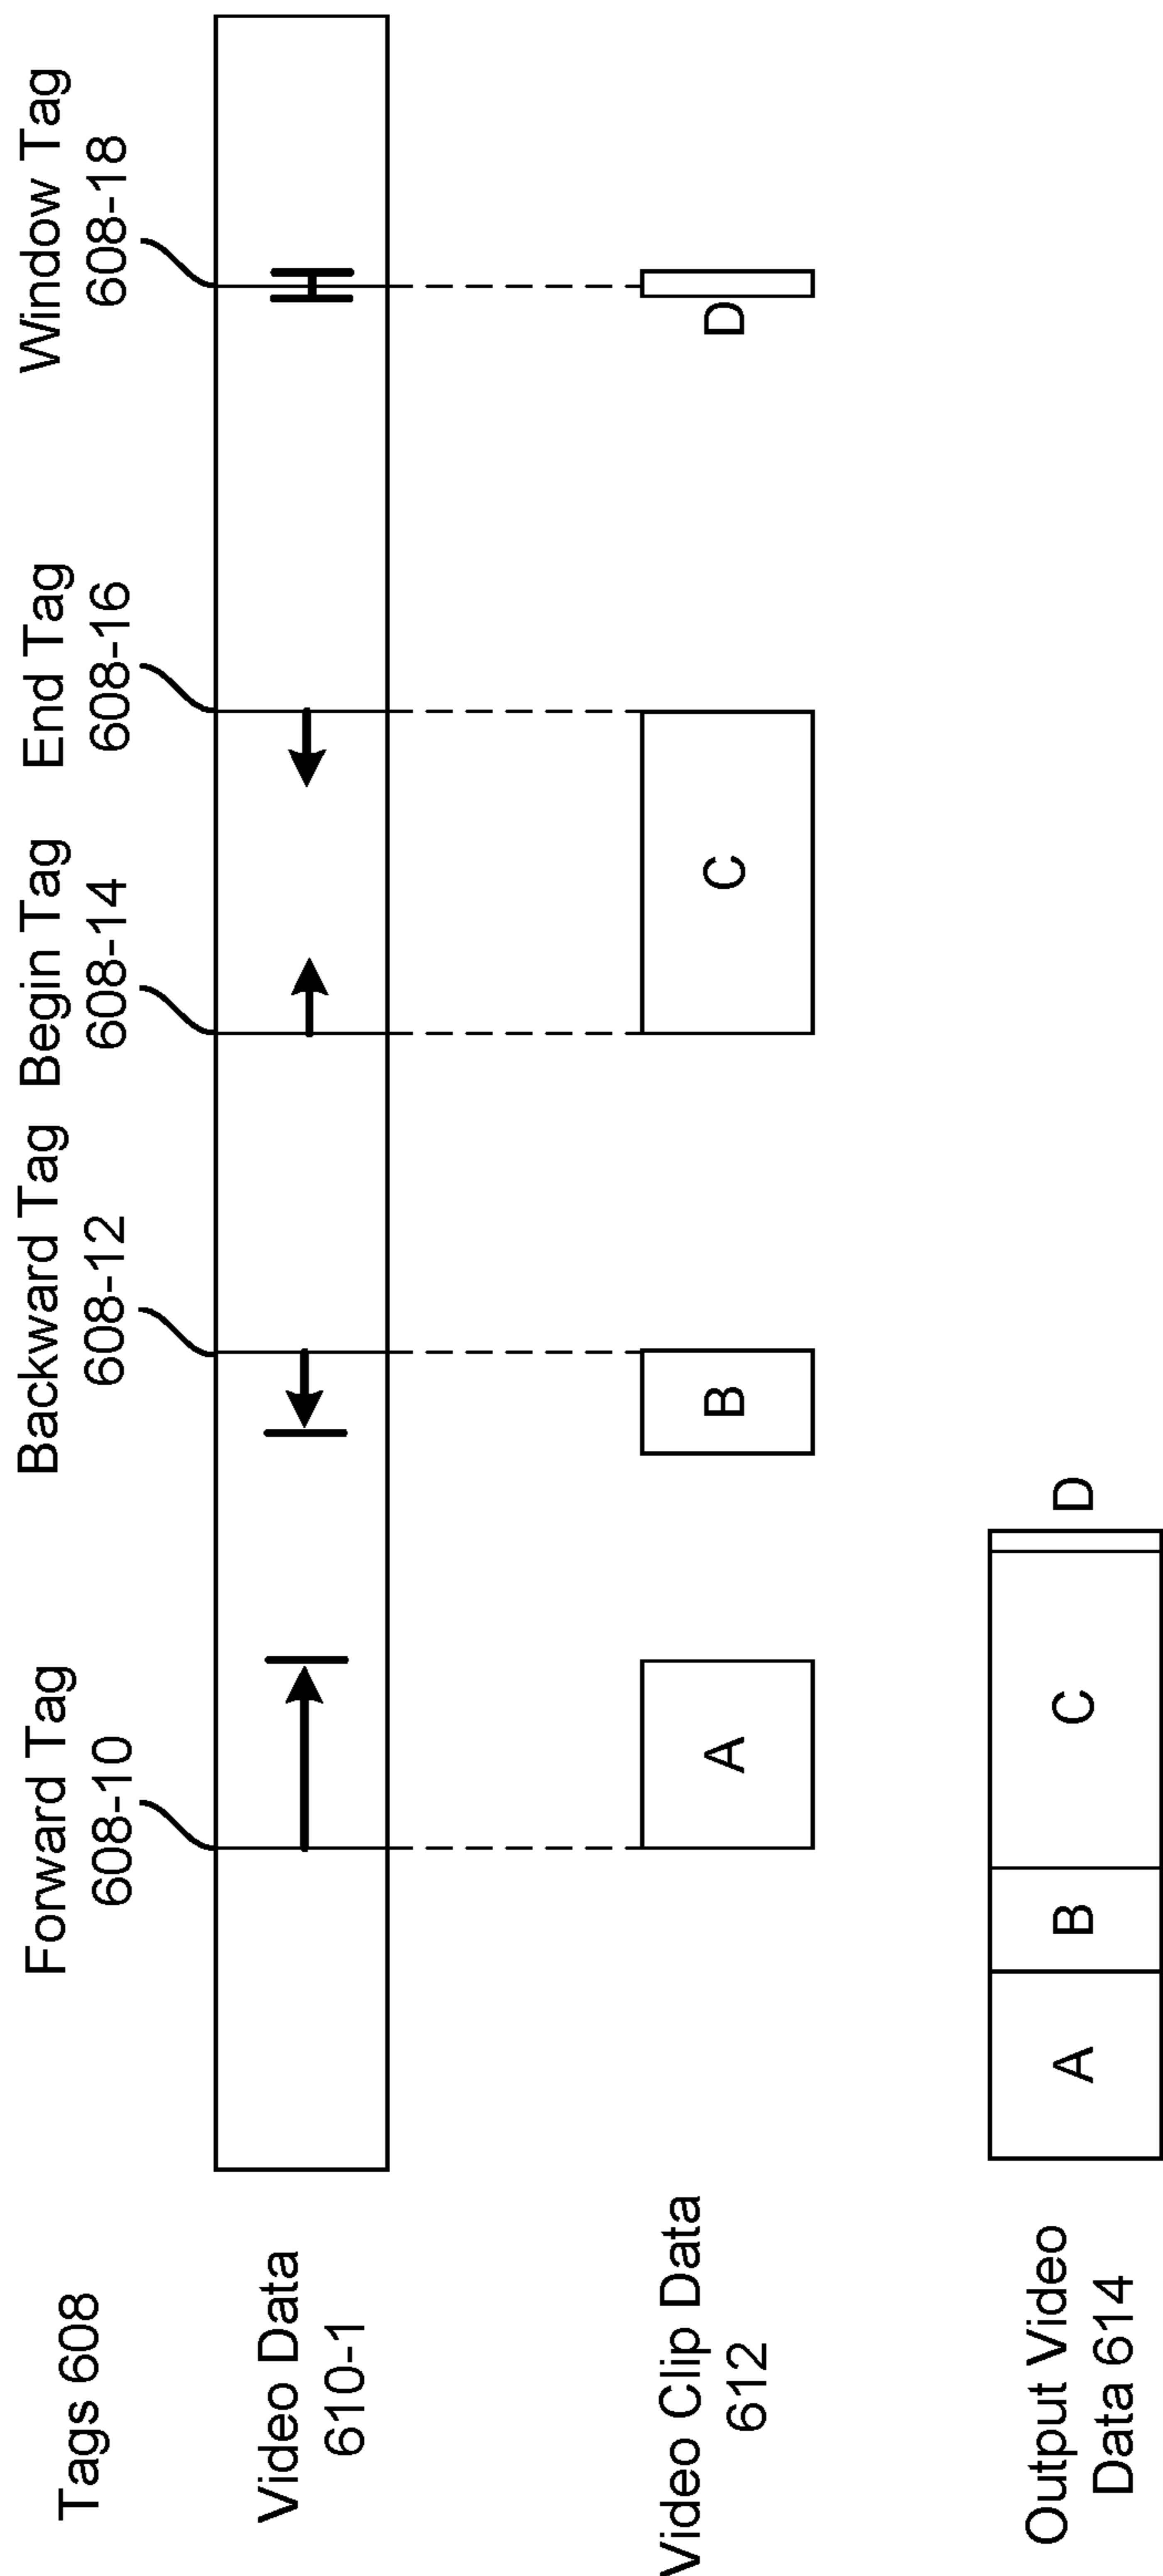 Tags 608
Forward Tag
608-10
Backward Tag
608-12
Begin Tag
608-14
End Tag
608-16
Window Tag
608-18
Video Data
610-1
Video Clip Data
612
A
B
C
D
Output Video
Data 614
A
B
C
D